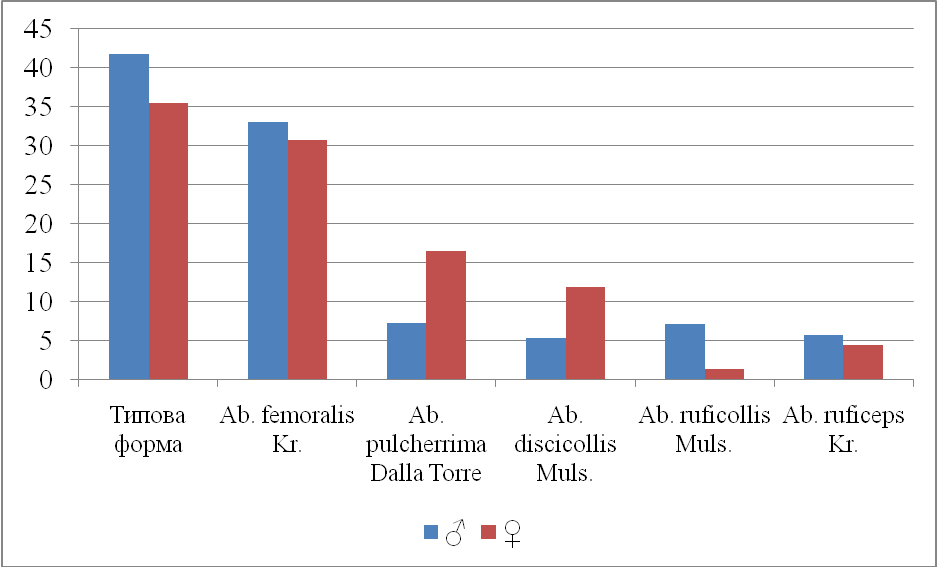 45
40
35
30
25
20
15
10
5
0
Типова
форма
Ab. femoralis
Kr.
Ab.
pulcherrima
Dalla Torre
Ab.
discicollis
Muls.
Ab. ruficollis
Muls.
Ab. ruficeps
Kr.
♂ ♀